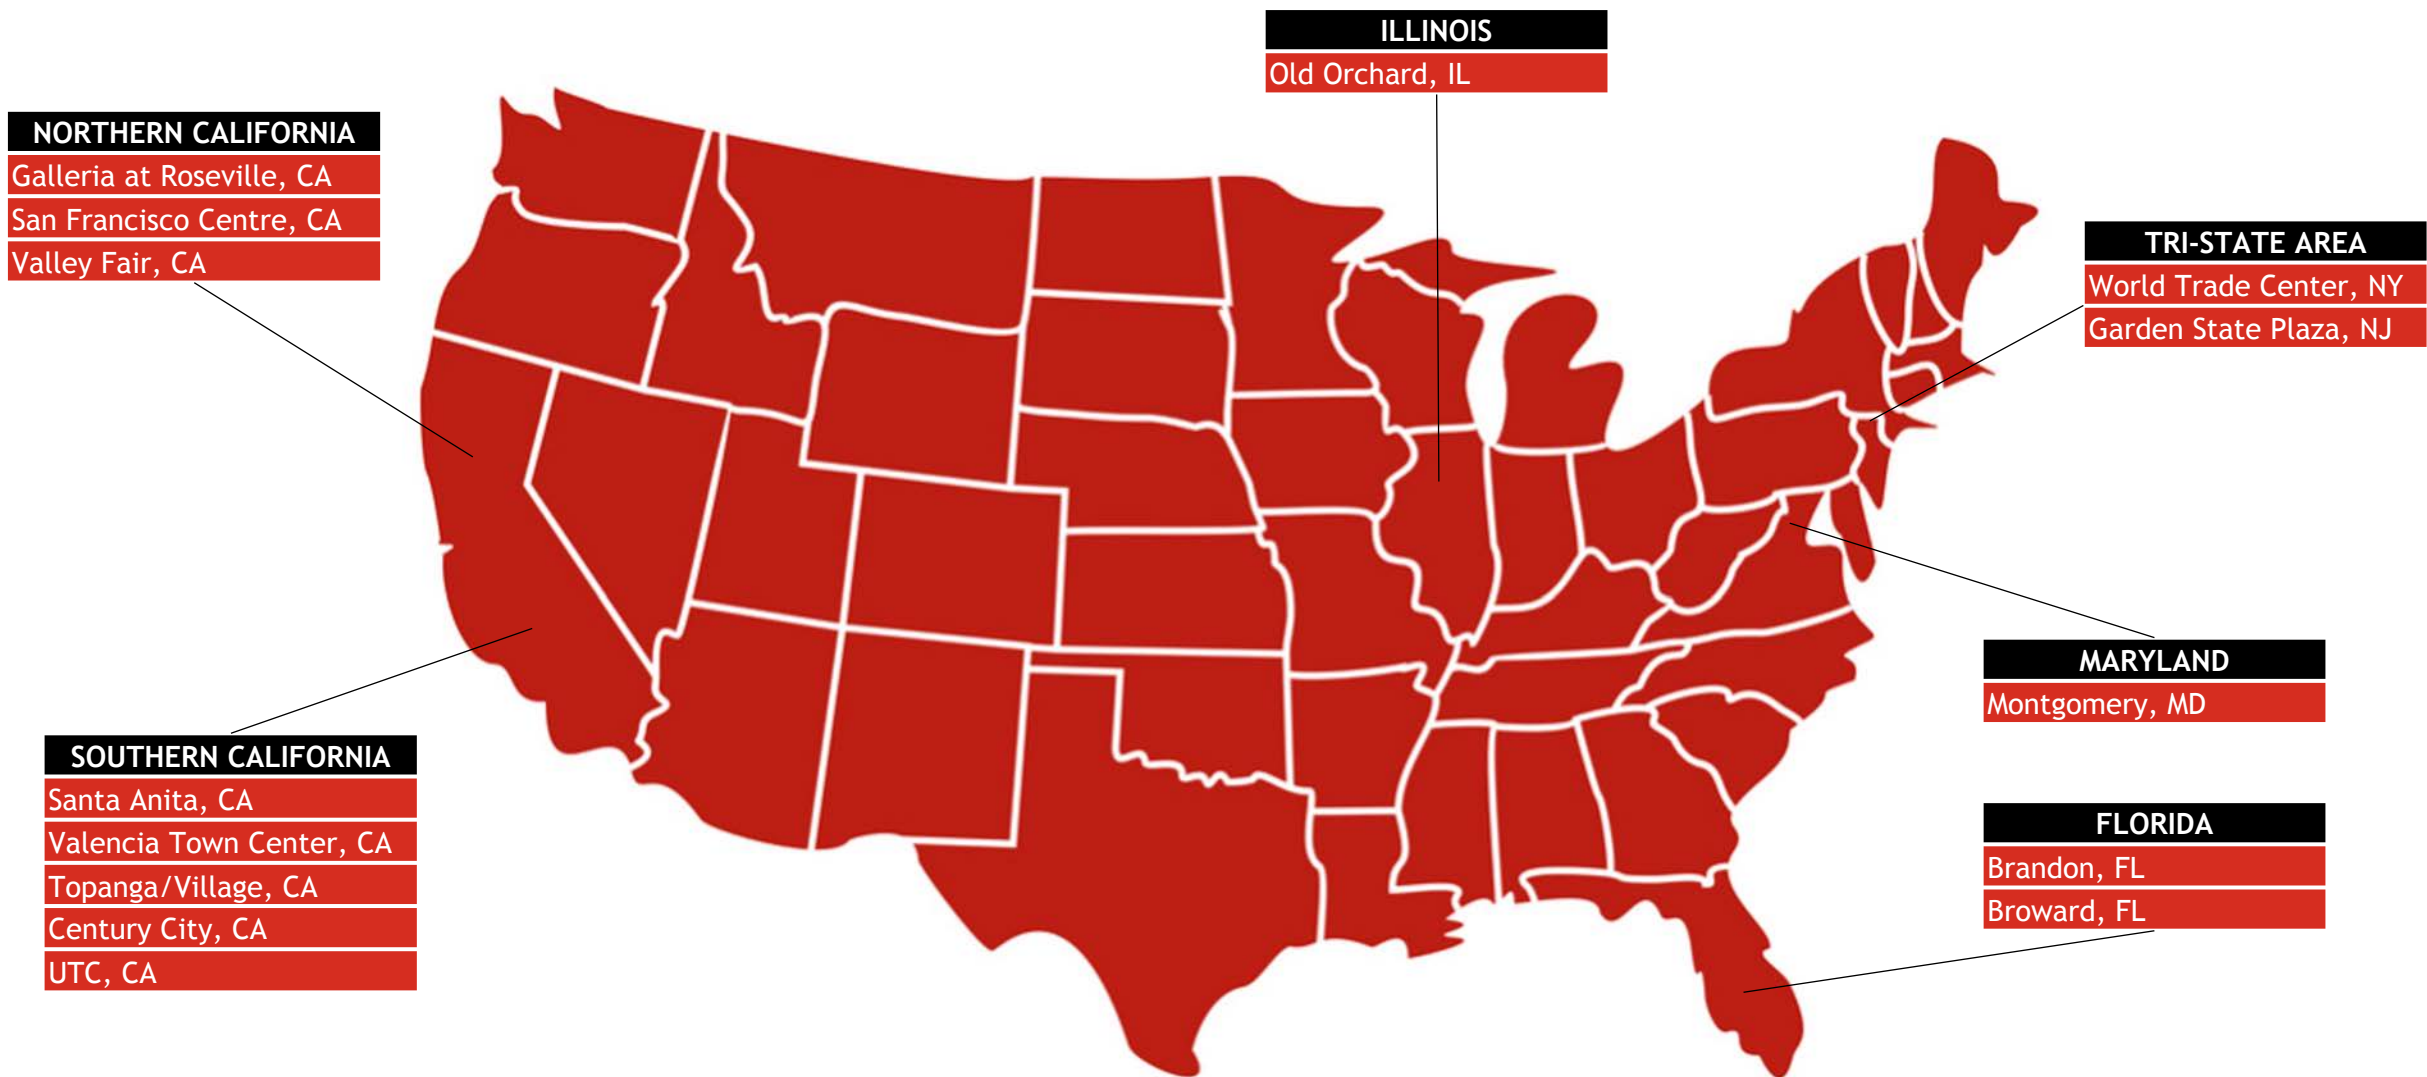 ILLINOIS
Old Orchard, IL
NORTHERN CALIFORNIA
Galleria at Roseville, CA
San Francisco Centre, CA
Valley Fair, CA
TRI-STATE AREA
World Trade Center, NY
Garden State Plaza, NJ
MARYLAND
Montgomery, MD
SOUTHERN CALIFORNIA
Santa Anita, CA
Valencia Town Center, CA
Topanga/Village, CA
Century City, CA
UTC, CA
FLORIDA
Brandon, FL
Broward, FL